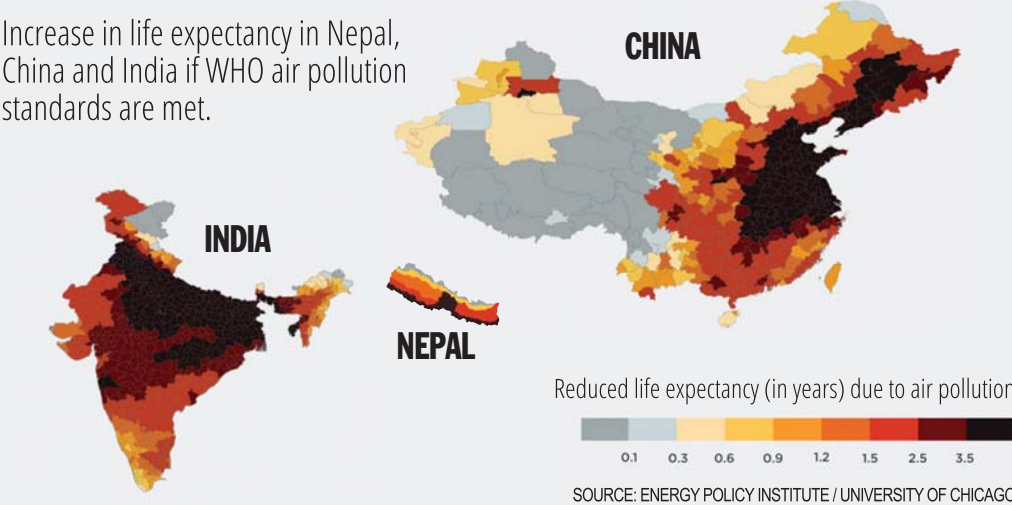 Increase in life expectancy in Nepal,
China and India if WHO air pollution
standards are met.
CHINA
INDIA
NEPAL
Reduced life expectancy (in years) due to air pollution
0.1 0.3 0.6 0.9 1.2 1.5 2.5 3.5
SOURCE: ENERGY POLICY INSTITUTE / UNIVERSITY OF CHICAGO